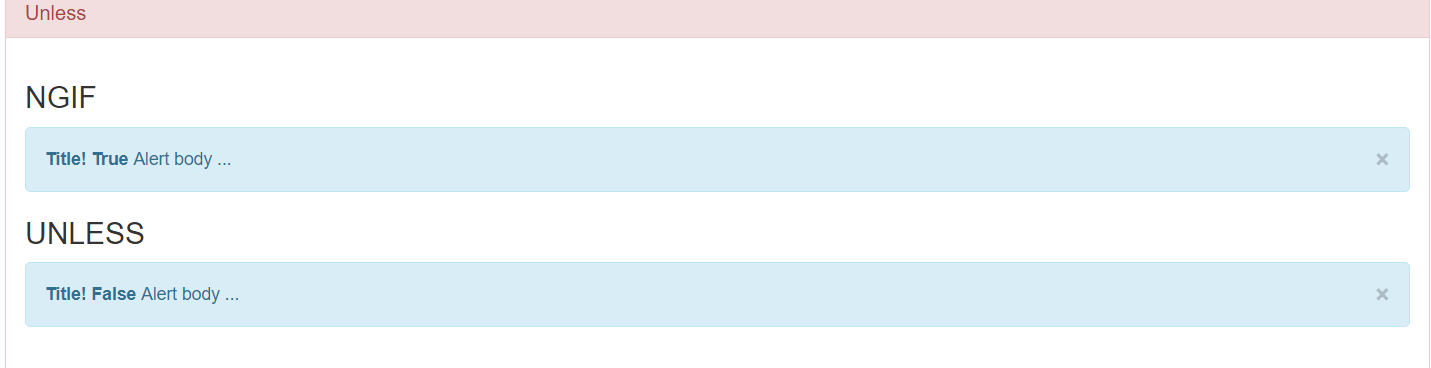 Unless
NGIF
Title! True Alert body ...
×
UNLESS
Title! False Alert body ...
×